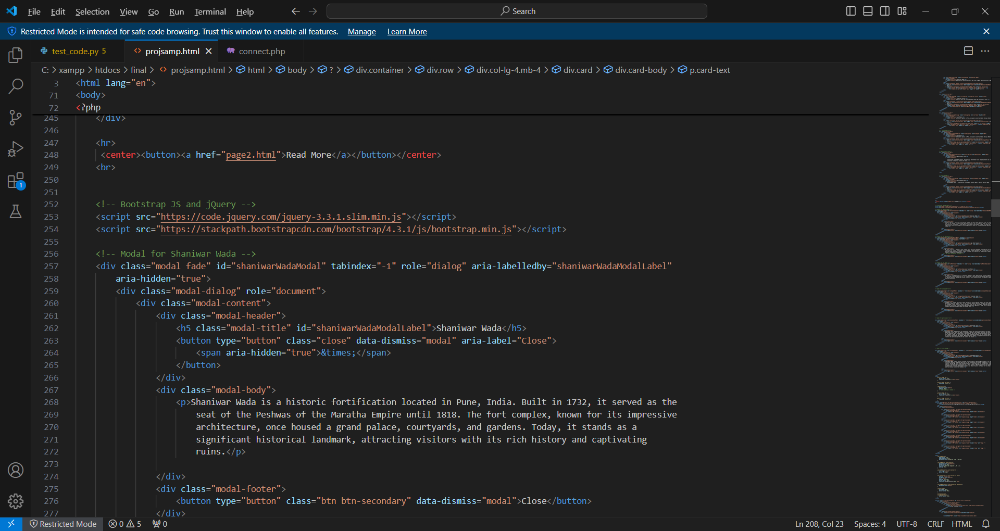 File Edit Selection View Go Run Terminal Help Search
Restricted Mode is intended for safe code browsing. Trust this window to enable all features. Manage Learn More
test_code.py 5 projsamp.html connect.php
C: > xampp > htdocs > final > projsamp.html > html > body > ? > div.container > div.row > div.col-lg-4.mb-4 > div.card > div.card-body > p.card-text
3 <html lang="en">
71 <body>
72 <?php
245 </div>
246
247 <hr>
248 <center><button><a href="page2.html">Read More</a></button></center>
249 <br>
250
251
252 <!-- Bootstrap JS and jQuery -->
253 <script src="https://code.jquery.com/jquery-3.3.1.slim.min.js"></script>
254 <script src="https://stackpath.bootstrapcdn.com/bootstrap/4.3.1/js/bootstrap.min.js"></script>
255
256 <!-- Modal for Shaniwar Wada -->
257 <div class="modal fade" id="shaniwarWadaModal" tabindex="-1" role="dialog" aria-labelledby="shaniwarWadaModalLabel"
258 aria-hidden="true">
259 <div class="modal-dialog" role="document">
260 <div class="modal-content">
261 <div class="modal-header">
262 <h5 class="modal-title" id="shaniwarWadaModalLabel">Shaniwar Wada</h5>
263 <button type="button" class="close" data-dismiss="modal" aria-label="Close">
264 <span aria-hidden="true">&times;</span>
265 </button>
266 </div>
267 <div class="modal-body">
268 <p>Shaniwar Wada is a historic fortification located in Pune, India. Built in 1732, it served as the
269 seat of the Peshwas of the Maratha Empire until 1818. The fort complex, known for its impressive
270 architecture, once housed a grand palace, courtyards, and gardens. Today, it stands as a
271 significant historical landmark, attracting visitors with its rich history and captivating
272 ruins.</p>
273
274 </div>
275 <div class="modal-footer">
276 <button type="button" class="btn btn-secondary" data-dismiss="modal">Close</button>
277 </div>
1
Restricted Mode 0 5 0 Ln 208, Col 23 Spaces: 4 UTF-8 CRLF HTML